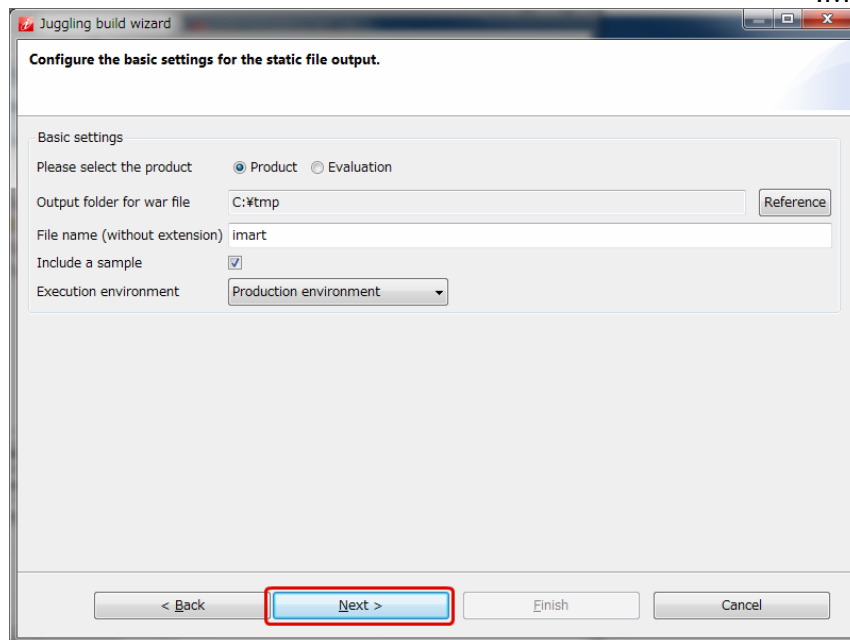 Juggling build wizard
Configure the basic settings for the static file output.
Basic settings
Please select the product Product Evaluation
Output folder for war file C:¥tmp Reference
File name (without extension) imart
Include a sample
Execution environment Production environment
< Back Next > Finish Cancel